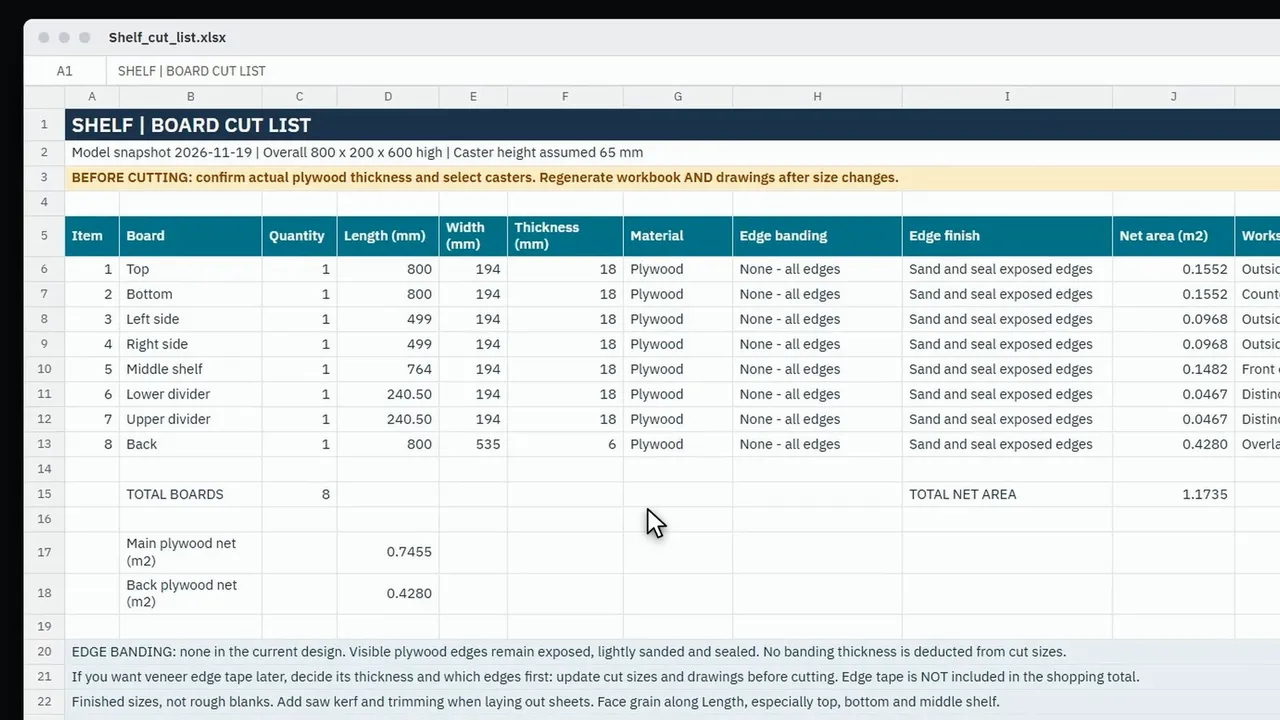 Shelf_cut_list.xlsx
A1 SHELF | BOARD CUT LIST
A B C D E F G H I J
1 SHELF | BOARD CUT LIST
2 Model snapshot 2026-11-19 | Overall 800 x 200 x 600 high | Caster height assumed 65 mm
3 BEFORE CUTTING: confirm actual plywood thickness and select casters. Regenerate workbook AND drawings after size changes.
4
5 Item Board Quantity Length (mm) Width (mm) Thickness (mm) Material Edge banding Edge finish Net area (m2) Works
6 1 Top 1 800 194 18 Plywood None - all edges Sand and seal exposed edges 0.1552 Outsid
7 2 Bottom 1 800 194 18 Plywood None - all edges Sand and seal exposed edges 0.1552 Count
8 3 Left side 1 499 194 18 Plywood None - all edges Sand and seal exposed edges 0.0968 Outsid
9 4 Right side 1 499 194 18 Plywood None - all edges Sand and seal exposed edges 0.0968 Outsid
10 5 Middle shelf 1 764 194 18 Plywood None - all edges Sand and seal exposed edges 0.1482 Front
11 6 Lower divider 1 240.50 194 18 Plywood None - all edges Sand and seal exposed edges 0.0467 Distin
12 7 Upper divider 1 240.50 194 18 Plywood None - all edges Sand and seal exposed edges 0.0467 Distin
13 8 Back 1 800 535 6 Plywood None - all edges Sand and seal exposed edges 0.4280 Overla
14
15 TOTAL BOARDS 8 TOTAL NET AREA 1.1735
16
17 Main plywood net (m2) 0.7455
18 Back plywood net (m2) 0.4280
19
20 EDGE BANDING: none in the current design. Visible plywood edges remain exposed, lightly sanded and sealed. No banding thickness is deducted from cut sizes.
21 If you want veneer edge tape later, decide its thickness and which edges first: update cut sizes and drawings before cutting. Edge tape is NOT included in the shopping total.
22 Finished sizes, not rough blanks. Add saw kerf and trimming when laying out sheets. Face grain along Length, especially top, bottom and middle shelf.